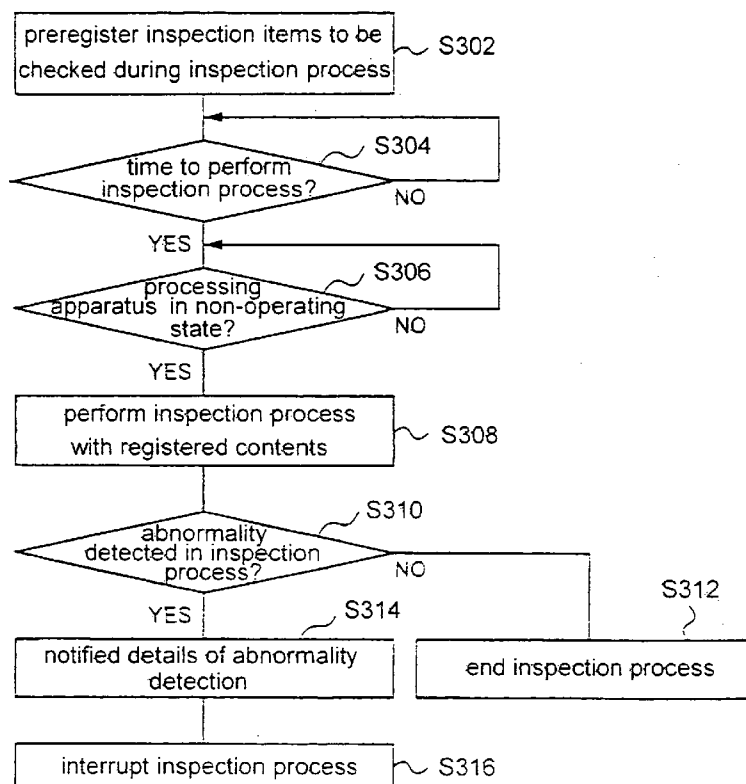 preregister inspection items to be
checked during inspection process
S302
S304
time to perform
inspection process?
NO
YES
S306
processing
apparatus in non-operating
state?
NO
YES
perform inspection process
with registered contents
S308
S310
abnormality
detected in inspection
process?
NO
YES
S314
S312
notified details of abnormality
detection
end inspection process
interrupt inspection process
S316